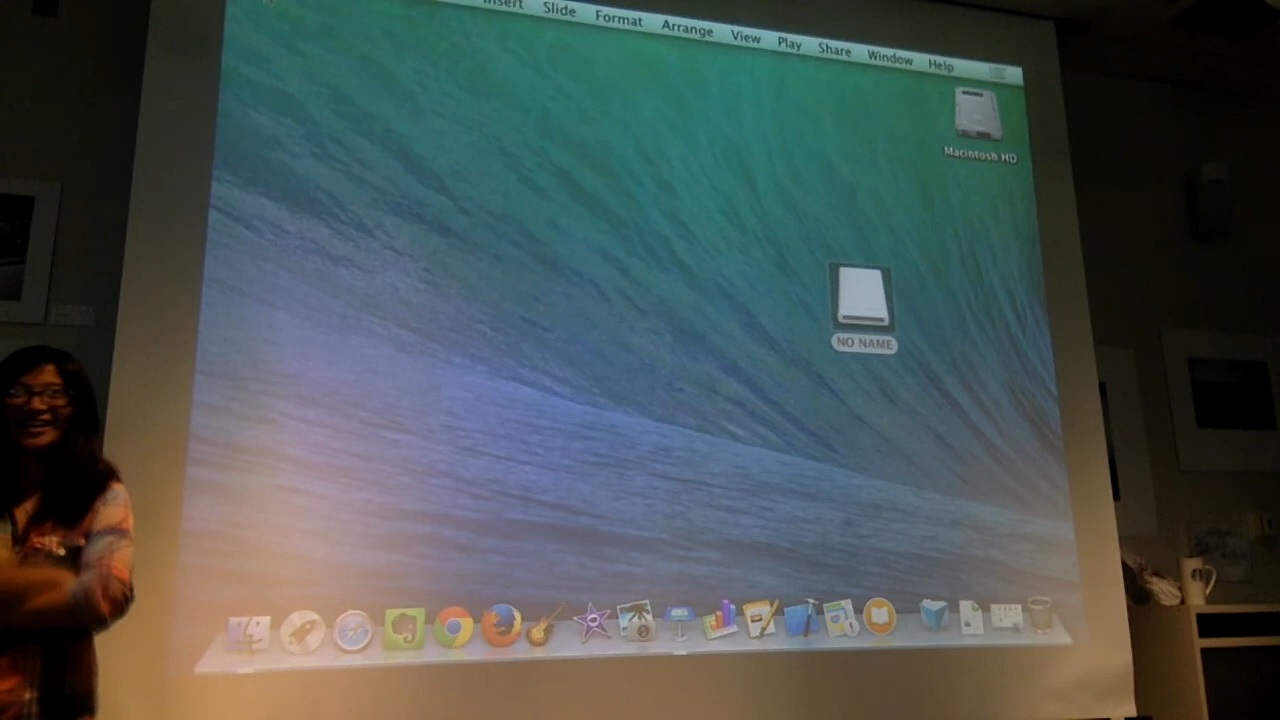 Insert Slide Format Arrange View Play Share Window Help
Macintosh HD
NO NAME